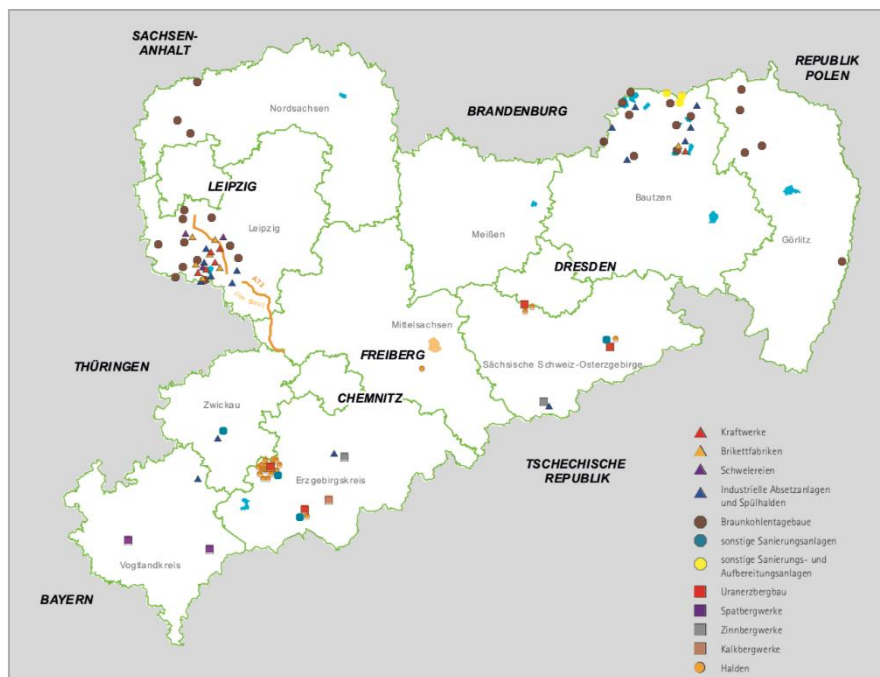 SACHSEN-
ANHALT
REPUBLIK
POLEN
Nordsachsen
BRANDENBURG
LEIPZIG
Leipzig
Bautzen
Meißen
Görlitz
DRESDEN
A72
Mittelsachsen
FREIBERG
Sächsische Schweiz-Osterzgebirge
THÜRINGEN
CHEMNITZ
Zwickau
TSCHECHISCHE
REPUBLIK
Erzgebirgskreis
Vogtlandkreis
BAYERN
Kraftwerke
Brikettfabriken
Schwelereien
Industrielle Absetzanlagen
und Spülhalden
Braunkohlentagebaue
sonstige Sanierungsanlagen
sonstige Sanierungs- und
Aufbereitungsanlagen
Uranerzbergbau
Spatbergwerke
Zinnbergwerke
Kalkbergwerke
Halden